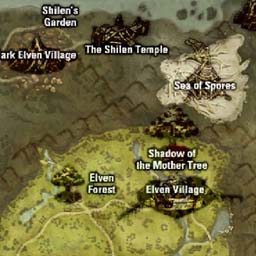 Shilen's
Garden
ark Elven Village
The Shilen Temple
Sea of Spores
Shadow of
the Mother Tree
Elven
Forest
Elven Village